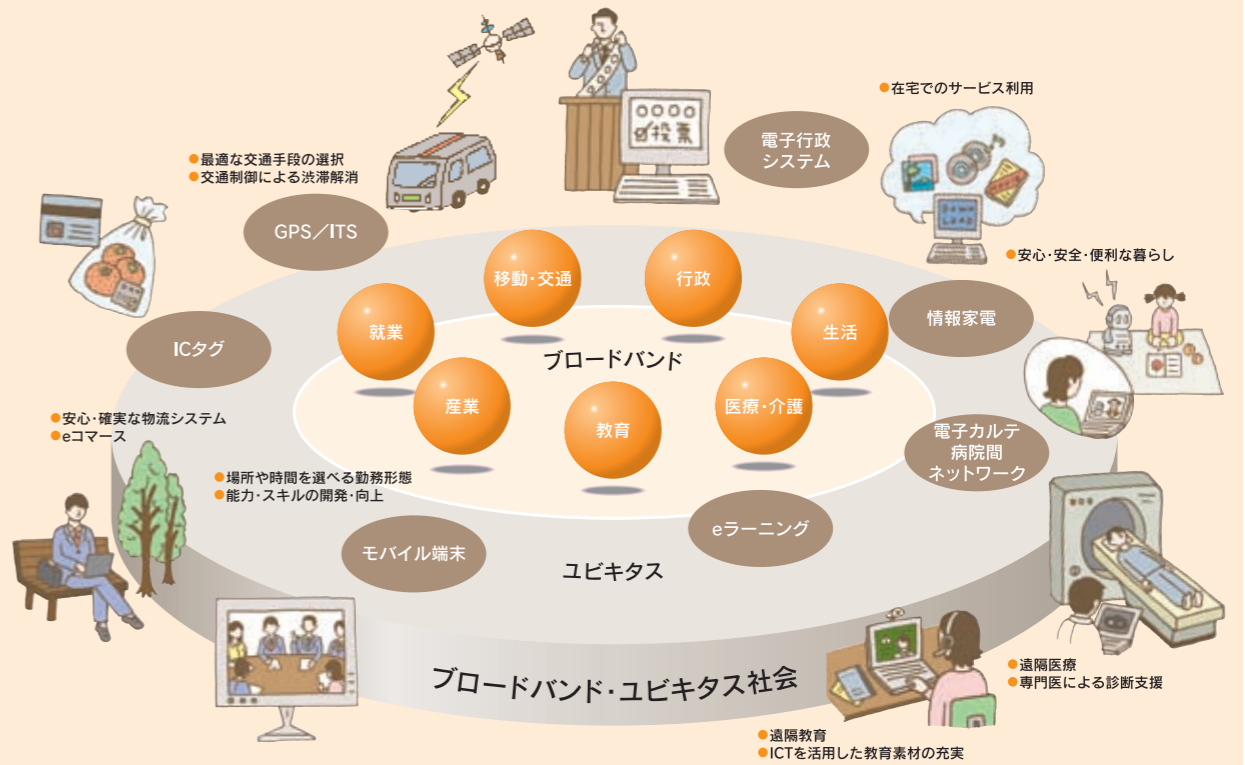 ●在宅でのサービス利用
投票
電子行政
システム
●最適な交通手段の選択
●交通制御による渋滞解消
GPS／ITS
DOWN
LOAD
移動・交通
行政
●安心・安全・便利な暮らし
就業
生活
情報家電
ICタグ
ブロードバンド
産業
教育
医療・介護
●安心・確実な物流システム
●eコマース
電子カルテ
病院間
ネットワーク
●場所や時間を選べる勤務形態
●能力・スキルの開発・向上
モバイル端末
eラーニング
ユビキタス
ブロードバンド・ユビキタス社会
●遠隔医療
●専門医による診断支援
●遠隔教育
●ICTを活用した教育素材の充実